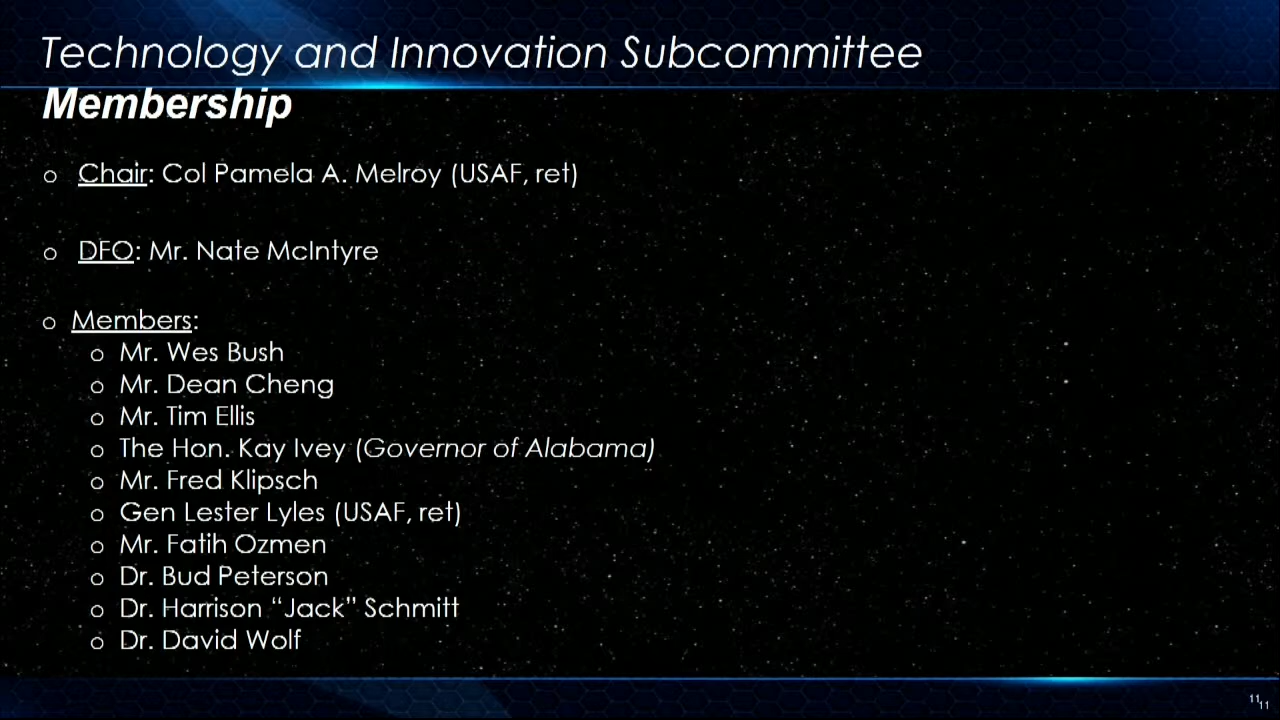 Technology and Innovation Subcommittee
Membership
o Chair: Col Pamela A. Melroy (USAF, ret)
o DFO: Mr. Nate McIntyre
o Members:
o Mr. Wes Bush
o Mr. Dean Cheng
o Mr. Tim Ellis
o The Hon. Kay Ivey (Governor of Alabama)
o Mr. Fred Klipsch
o Gen Lester Lyles (USAF, ret)
o Mr. Fatih Ozmen
o Dr. Bud Peterson
o Dr. Harrison “Jack” Schmitt
o Dr. David Wolf
11 11